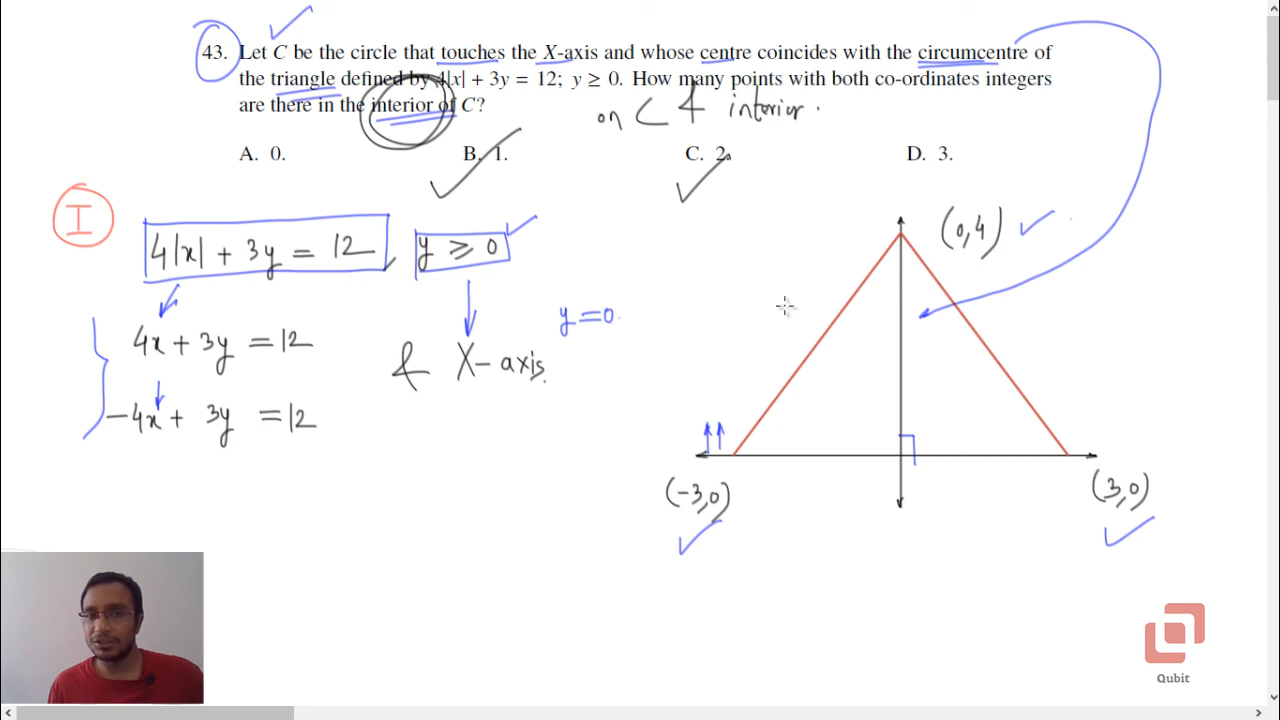 43. Let C be the circle that touches the X-axis and whose centre coincides with the circumcentre of
the triangle defined by 4|x| + 3y = 12; y ≥ 0. How many points with both co-ordinates integers
are there in the interior of C?
on C & interior.
A. 0. B. 1. C. 2. D. 3.
I
4|x| + 3y = 12, y ≥ 0
(0,4)
y=0.
4x + 3y = 12
& X-axis.
-4x + 3y = 12
(-3,0) (3,0)
Qubit